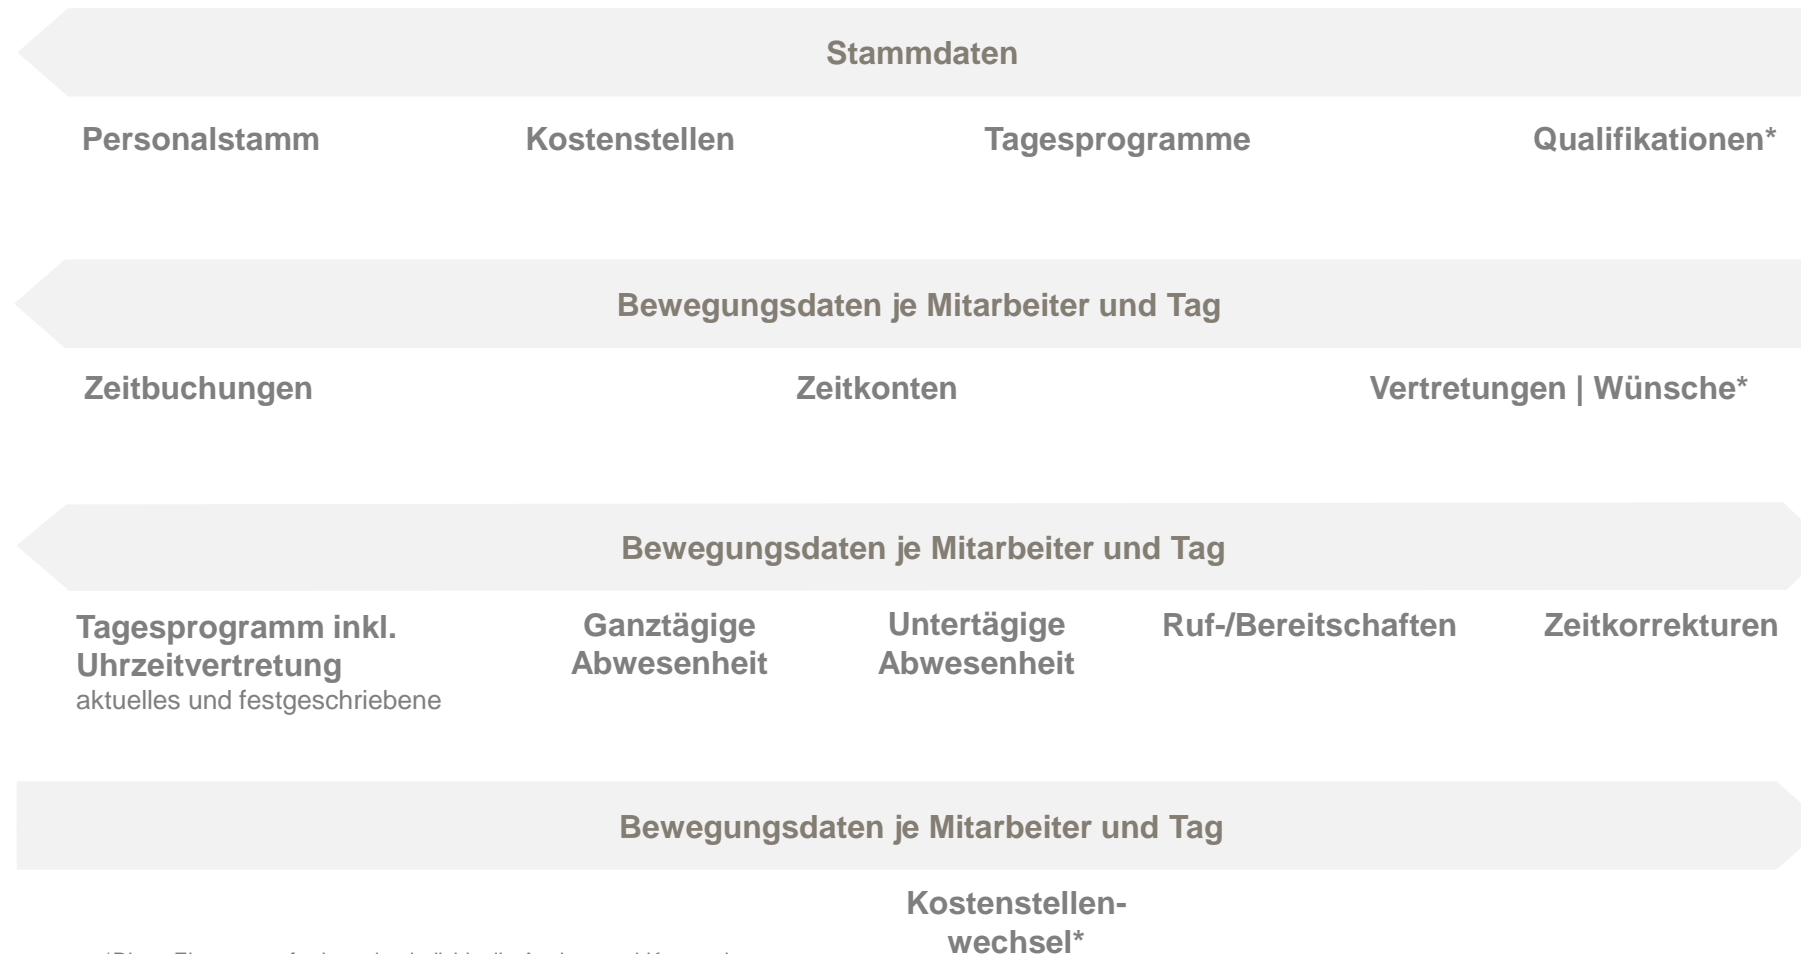 Stammdaten
Personalstamm Kostenstellen Tagesprogramme Qualifikationen*
Bewegungsdaten je Mitarbeiter und Tag
Zeitbuchungen Zeitkonten Vertretungen | Wünsche*
Bewegungsdaten je Mitarbeiter und Tag
Tagesprogramm inkl.
Uhrzeitvertretung
aktuelles und festgeschriebene
Ganztägige
Abwesenheit
Untertägige
Abwesenheit
Ruf-/Bereitschaften
Zeitkorrekturen
Bewegungsdaten je Mitarbeiter und Tag
Kostenstellen-
wechsel*